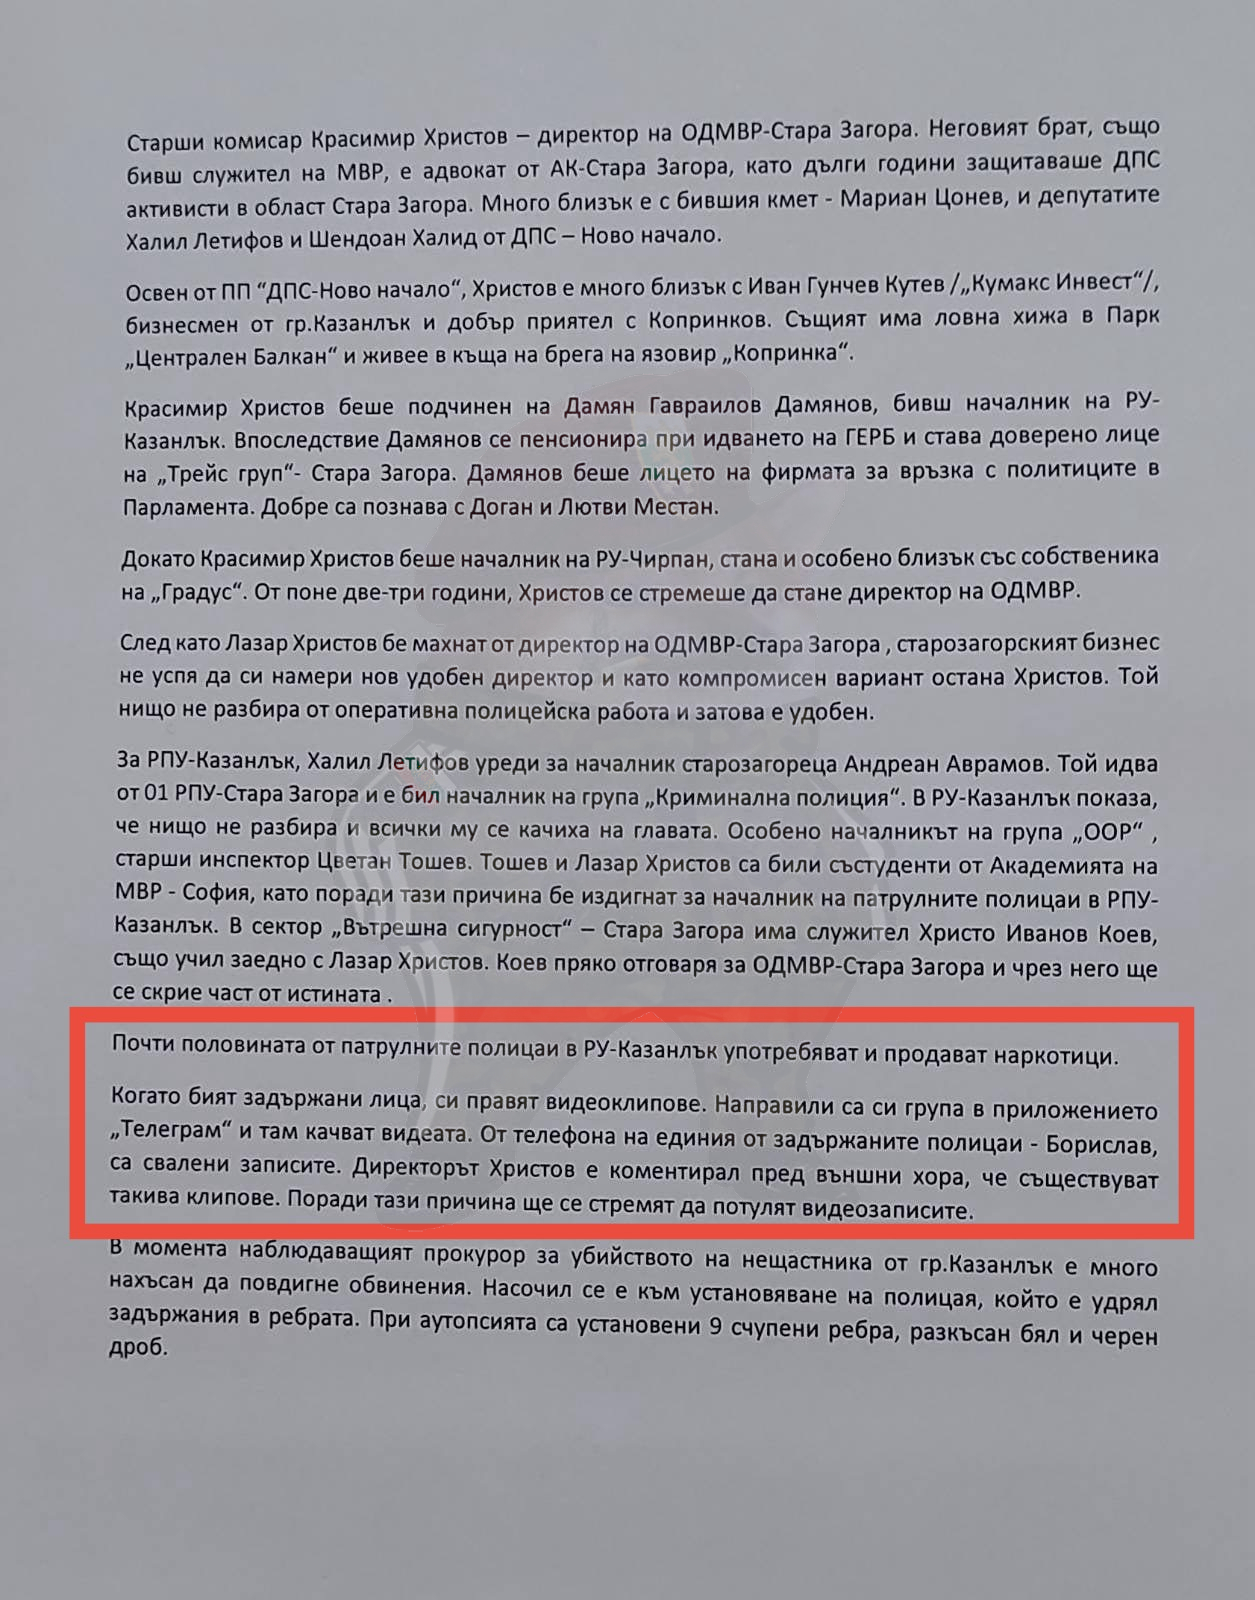 Старши комисар Красимир Христов – директор на ОДМВР-Стара Загора. Неговият брат, също
бивш служител на МВР, е адвокат от АК-Стара Загора, като дълги години защитаваше ДПС
активисти в област Стара Загора. Много близък е с бившия кмет - Мариан Цонев, и депутатите
Халил Летифов и Шендоан Халид от ДПС – Ново начало.
Освен от ПП “ДПС-Ново начало“, Христов е много близък с Иван Гунчев Кутев /„Кумакс Инвест“/,
бизнесмен от гр.Казанлък и добър приятел с Копринков. Същият има ловна хижа в Парк
„Централен Балкан“ и живее в къща на брега на язовир „Копринка“.
Красимир Христов беше подчинен на Дамян Гавраилов Дамянов, бивш началник на РУ-
Казанлък. Впоследствие Дамянов се пенсионира при идването на ГЕРБ и става доверено лице
на „Трейс груп“- Стара Загора. Дамянов беше лицето на фирмата за връзка с политиците в
Парламента. Добре са познава с Доган и Лютви Местан.
Докато Красимир Христов беше началник на РУ-Чирпан, стана и особено близък със собственика
на „Градус“. От поне две-три години, Христов се стремеше да стане директор на ОДМВР.
След като Лазар Христов бе махнат от директор на ОДМВР-Стара Загора , старозагорският бизнес
не успя да си намери нов удобен директор и като компромисен вариант остана Христов. Той
нищо не разбира от оперативна полицейска работа и затова е удобен.
За РПУ-Казанлък, Халил Летифов уреди за началник старозагореца Андреан Аврамов. Той идва
от 01 РПУ-Стара Загора и е бил началник на група „Криминална полиция“. В РУ-Казанлък показа,
че нищо не разбира и всички му се качиха на главата. Особено началникът на група „ООР“ ,
старши инспектор Цветан Тошев. Тошев и Лазар Христов са били състуденти от Академията на
МВР - София, като поради тази причина бе издигнат за началник на патрулните полицаи в РПУ-
Казанлък. В сектор „Вътрешна сигурност“ – Стара Загора има служител Христо Иванов Коев,
също учил заедно с Лазар Христов. Коев пряко отговаря за ОДМВР-Стара Загора и чрез него ще
се скрие част от истината .
Почти половината от патрулните полицаи в РУ-Казанлък употребяват и продават наркотици.
Когато бият задържани лица, си правят видеоклипове. Направили са си група в приложението
„Телеграм“ и там качват видеата. От телефона на единия от задържаните полицаи - Борислав,
са свалени записите. Директорът Христов е коментирал пред външни хора, че съществуват
такива клипове. Поради тази причина ще се стремят да потулят видеозаписите.
В момента наблюдаващият прокурор за убийството на нещастника от гр.Казанлък е много
нахъсан да повдигне обвинения. Насочил се е към установяване на полицая, който е удрял
задържания в ребрата. При аутопсията са установени 9 счупени ребра, разкъсан бял и черен
дроб.